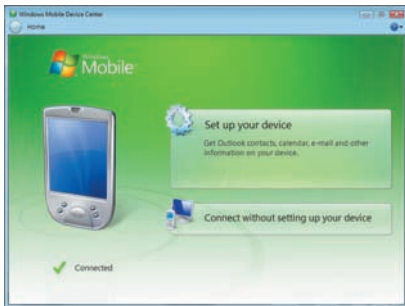 Windows Mobile Device Center
Home
Windows
Mobile
Set up your device
Get Outlook contacts, calendar, e-mail and other
information on your device.
Connect without setting up your device
Connected